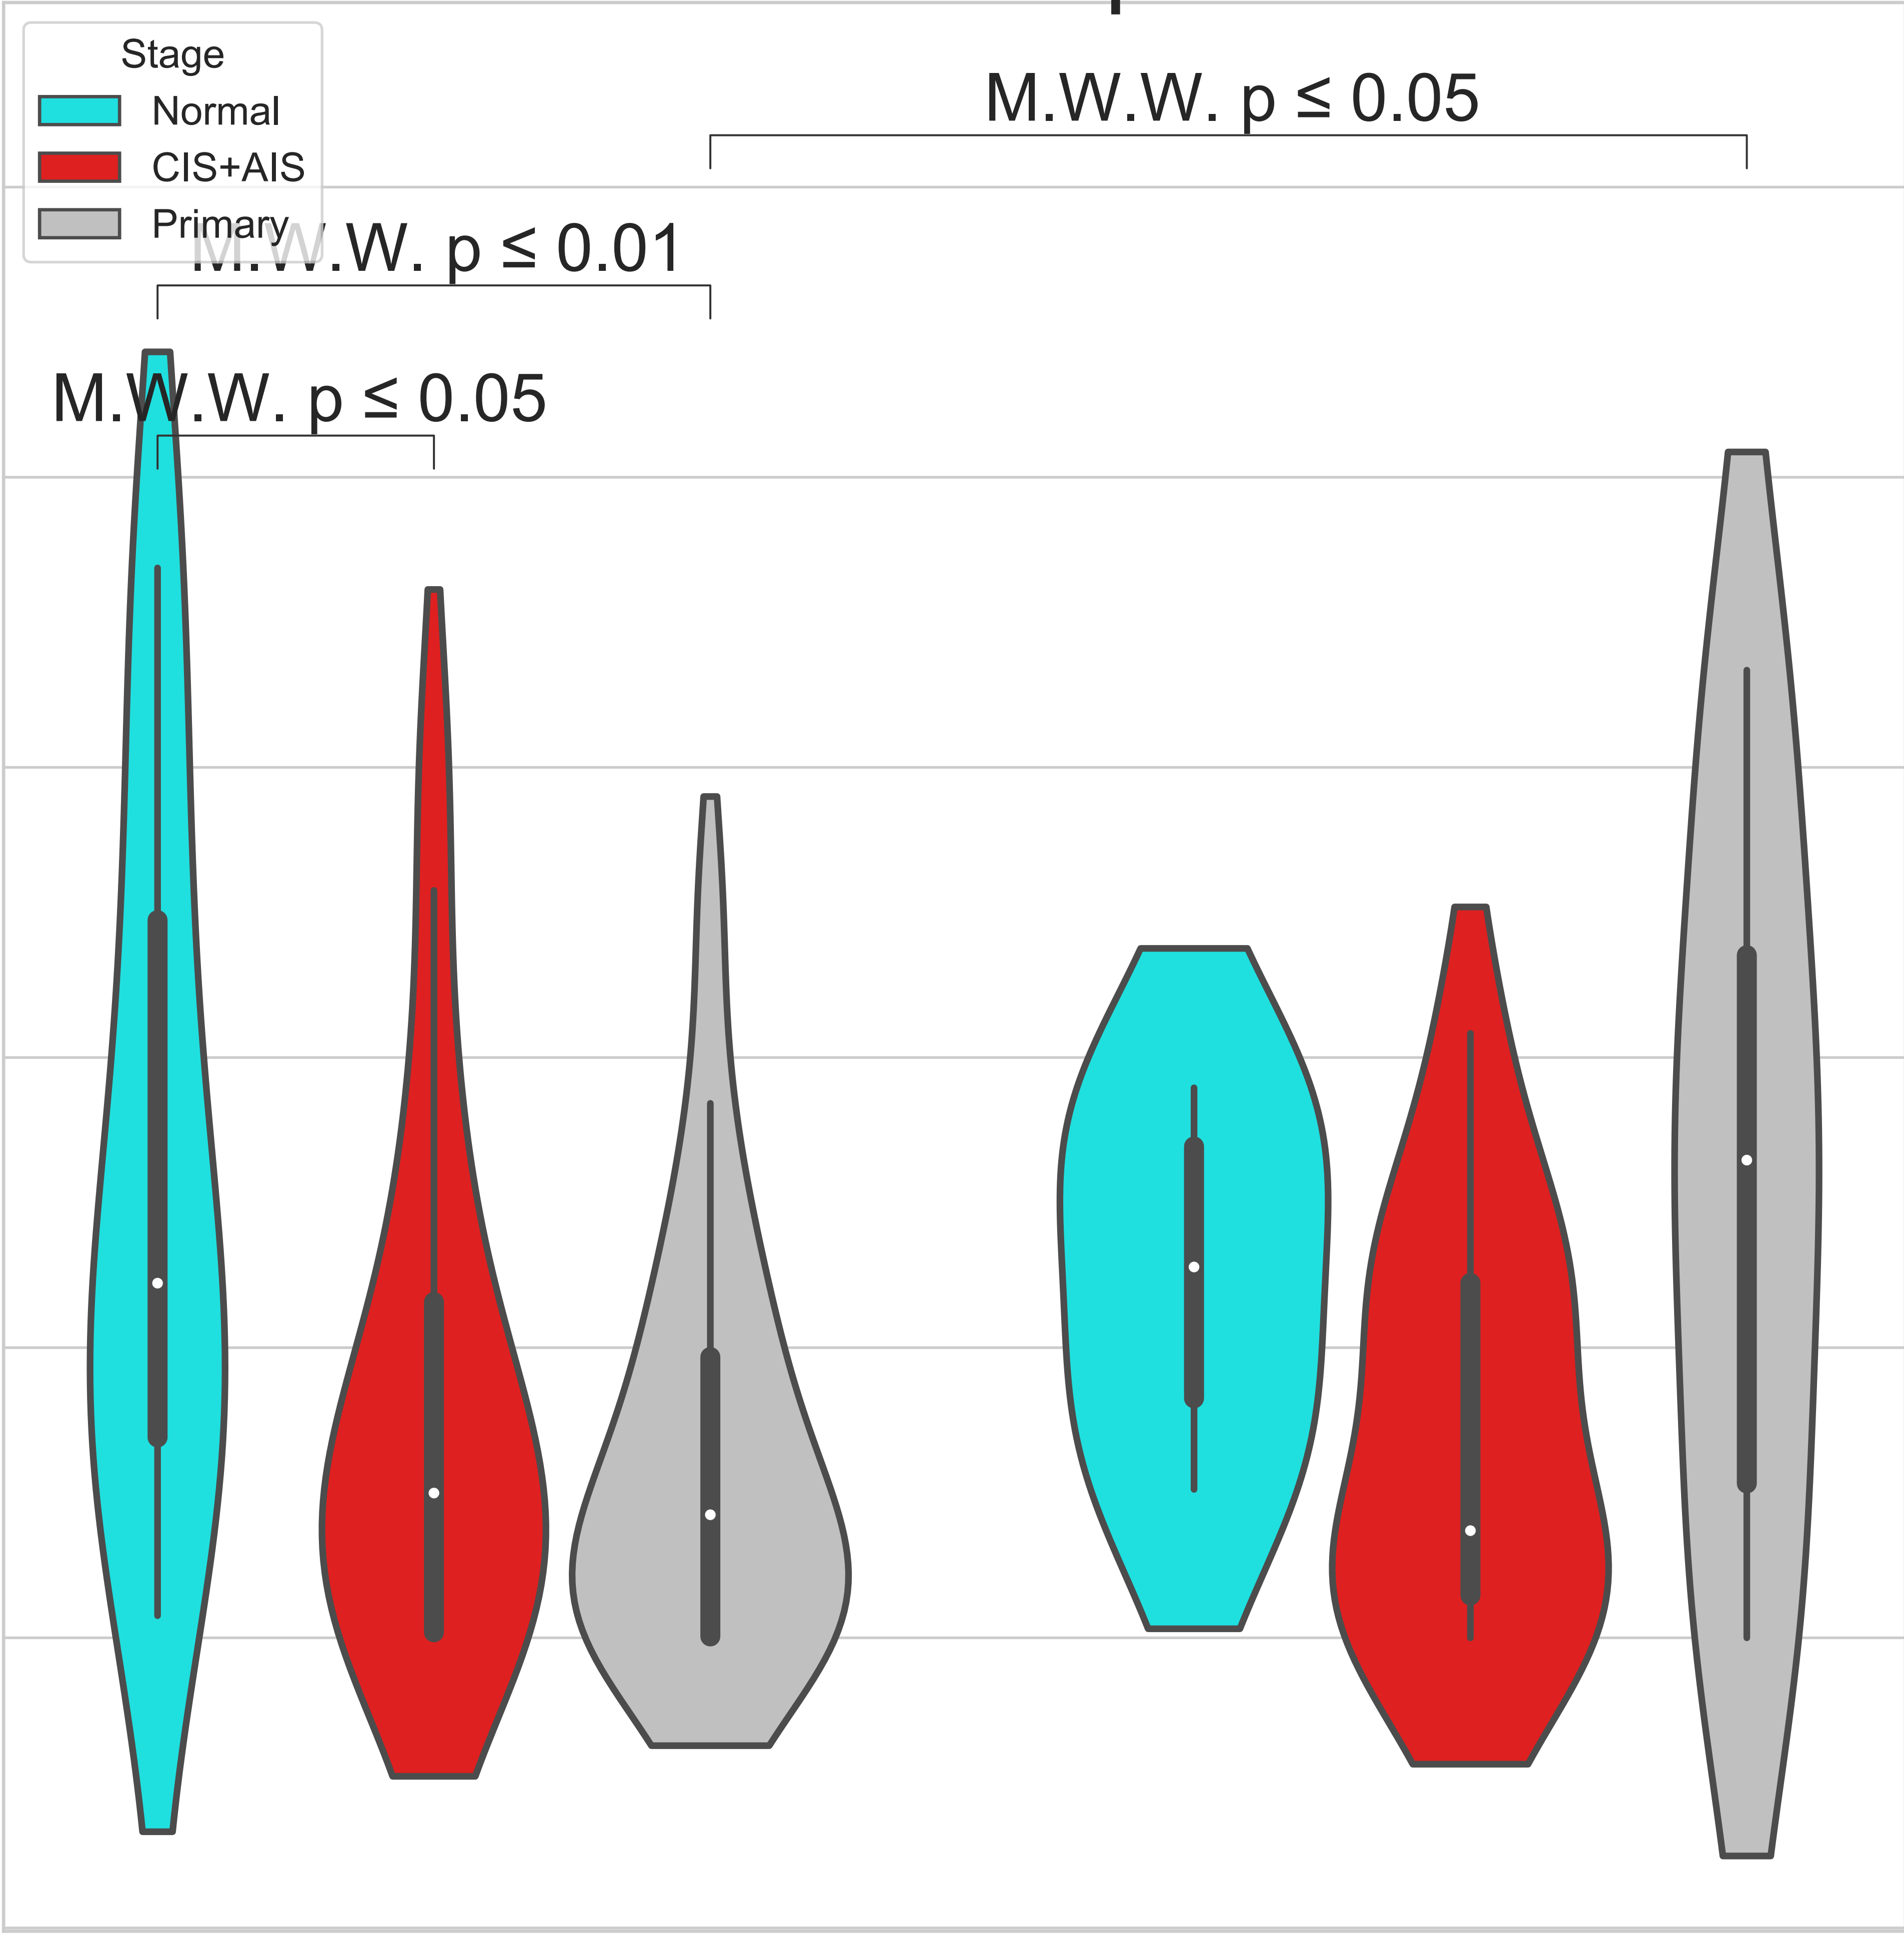 Stage
Normal
CIS+AIS
Primary
M.W.W. p ≤ 0.05
M.W.W. p ≤ 0.01
M.W.W. p ≤ 0.05